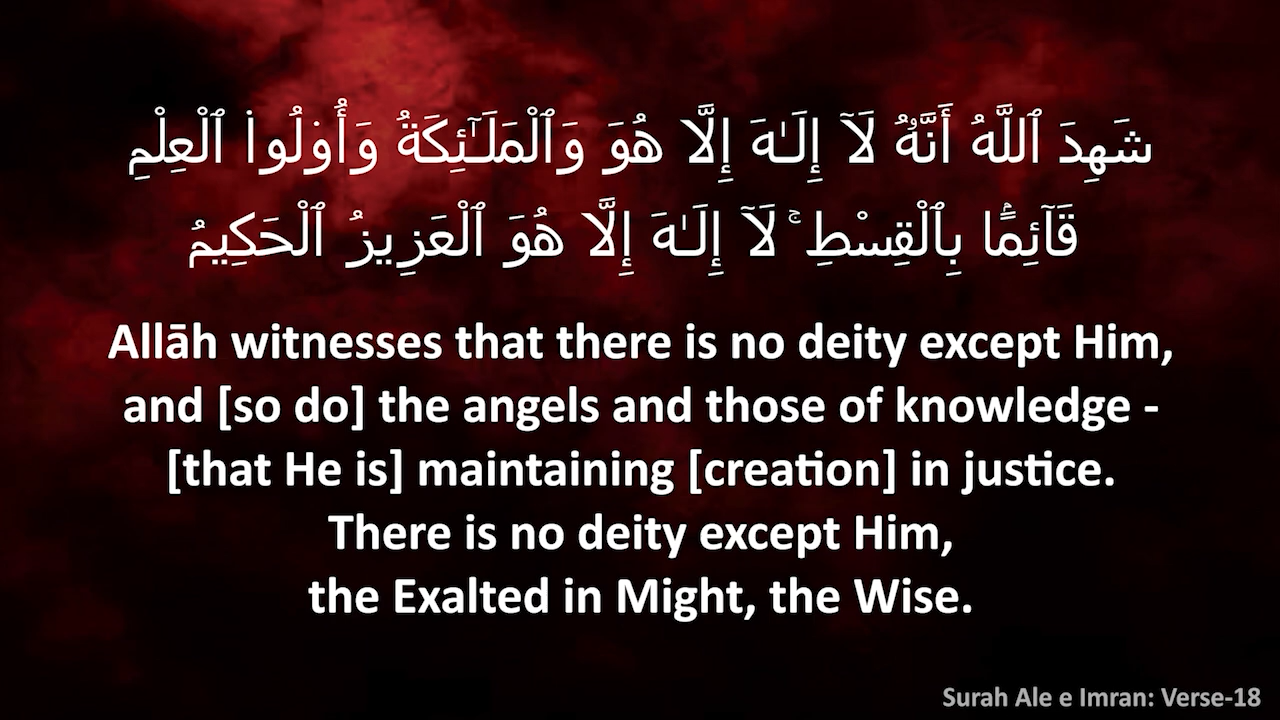 شَهِدَ ٱللَّهُ أَنَّهُۥ لَآ إِلَـٰهَ إِلَّا هُوَ وَٱلْمَلَـٰٓئِكَةُ وَأُو۟لُوا۟ ٱلْعِلْمِ
قَآئِمًۢا بِٱلْقِسْطِ ۚ لَآ إِلَـٰهَ إِلَّا هُوَ ٱلْعَزِيزُ ٱلْحَكِيمُ
Allāh witnesses that there is no deity except Him,
and [so do] the angels and those of knowledge -
[that He is] maintaining [creation] in justice.
There is no deity except Him,
the Exalted in Might, the Wise.
Surah Ale e Imran: Verse-18